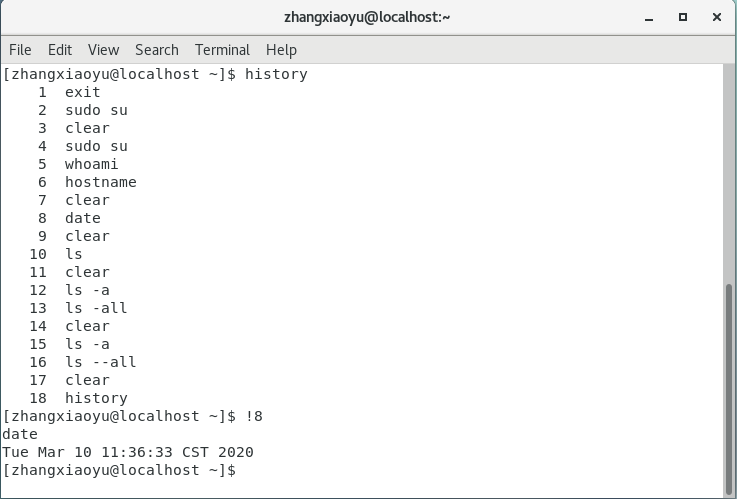 zhangxiaoyu@localhost:~
File Edit View Search Terminal Help
[zhangxiaoyu@localhost ~]$ history
    1  exit
    2  sudo su
    3  clear
    4  sudo su
    5  whoami
    6  hostname
    7  clear
    8  date
    9  clear
   10  ls
   11  clear
   12  ls -a
   13  ls -all
   14  clear
   15  ls -a
   16  ls --all
   17  clear
   18  history
[zhangxiaoyu@localhost ~]$ !8
date
Tue Mar 10 11:36:33 CST 2020
[zhangxiaoyu@localhost ~]$